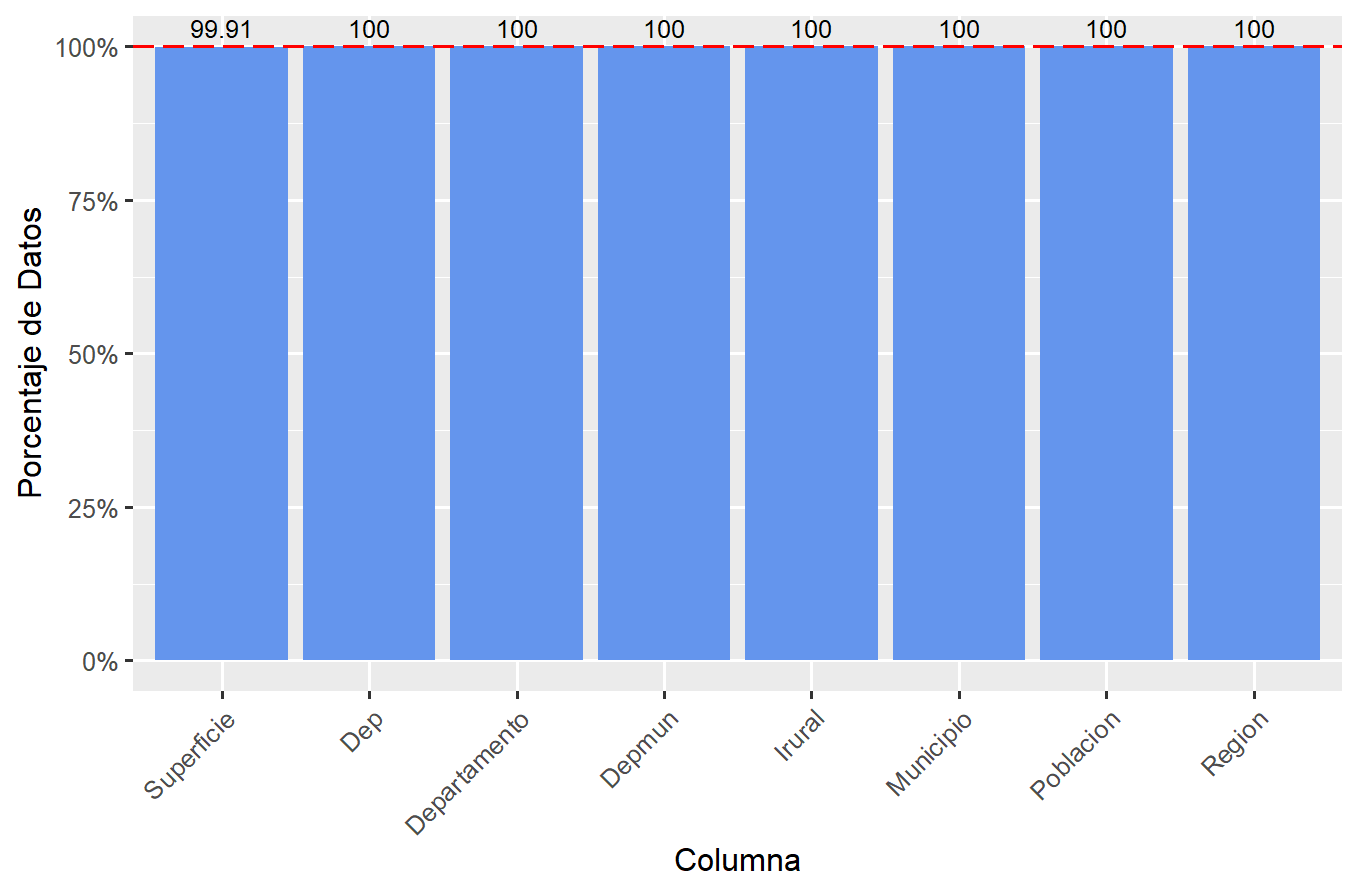 99.91 100 100 100 100 100 100 100
100%
75%
50%
25%
0%
Porcentaje de Datos
Superficie Dep Departamento Depmun Irural Municipio Poblacion Region
Columna